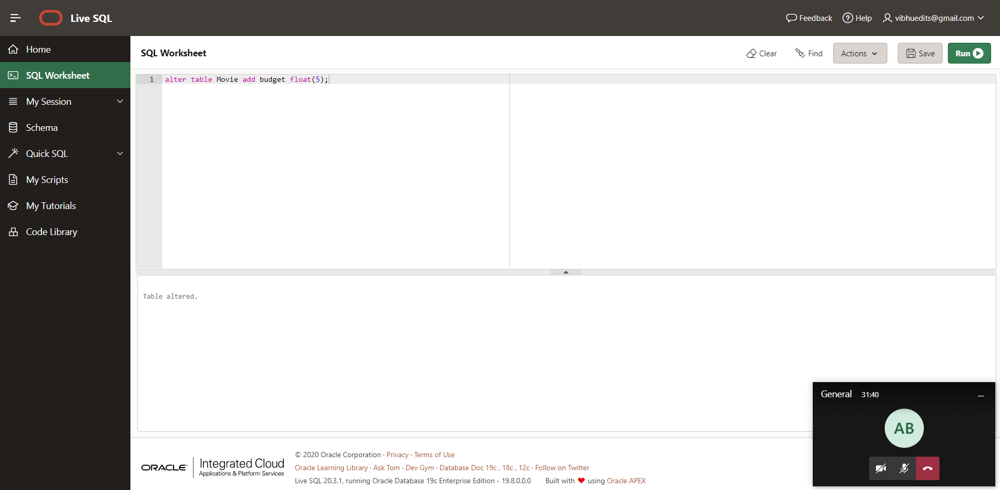 Live SQL
Feedback
Help
vibhuedits@gmail.com
Home
SQL Worksheet
My Session
Schema
Quick SQL
My Scripts
My Tutorials
Code Library
SQL Worksheet
Clear
Find
Actions
Save
Run
1 alter table Movie add budget float(5);
Table altered.
General 31:40
AB
ORACLE
Integrated Cloud
Applications & Platform Services
© 2020 Oracle Corporation · Privacy · Terms of Use
Oracle Learning Library · Ask Tom · Dev Gym · Database Doc 19c , 18c , 12c · Follow on Twitter
Live SQL 20.3.1, running Oracle Database 19c Enterprise Edition - 19.8.0.0.0 Built with ♥ using Oracle APEX